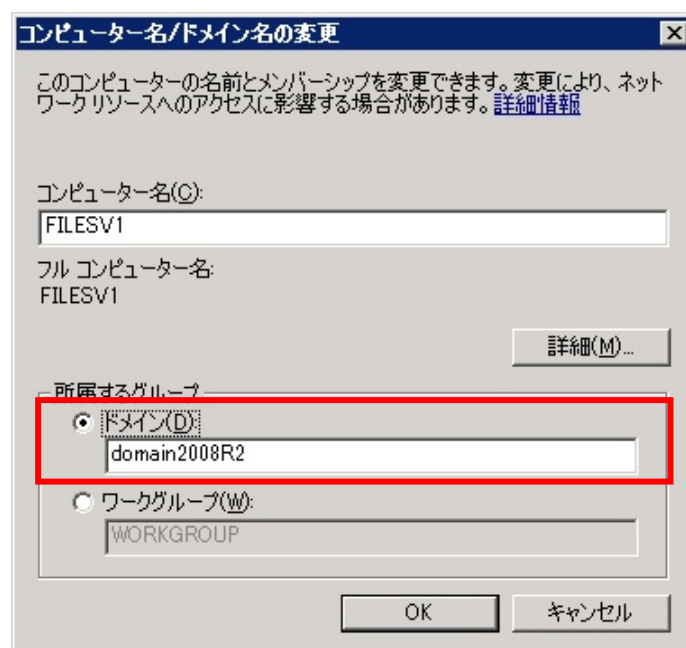 コンピューター名/ドメイン名の変更
このコンピューターの名前とメンバーシップを変更できます。変更により、ネット
ワーク リソースへのアクセスに影響する場合があります。詳細情報
コンピューター名(C):
FILESV1
フル コンピューター名:
FILESV1
詳細(M)...
所属するグループ
ドメイン(D):
domain2008R2
ワークグループ(W):
WORKGROUP
OK
キャンセル